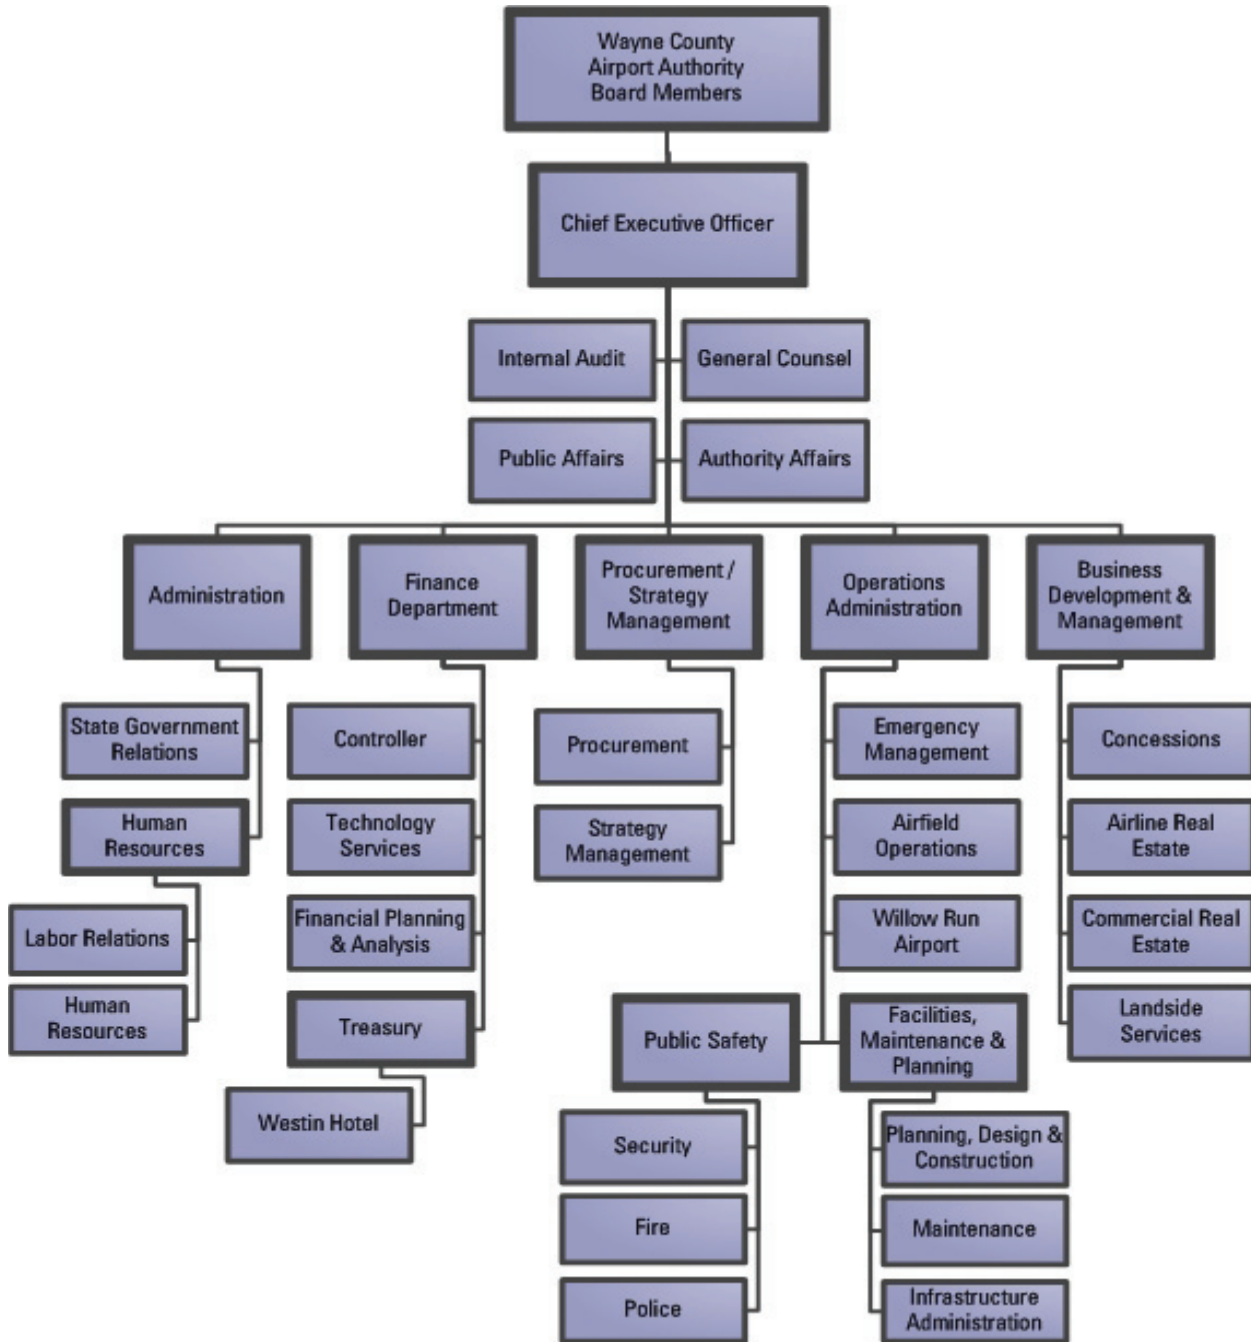 Wayne County
Airport Authority
Board Members
Chief Executive Officer
Internal Audit
General Counsel
Public Affairs
Authority Affairs
Administration
Finance
Department
Procurement /
Strategy
Management
Operations
Administration
Business
Development &
Management
State Government
Relations
Human
Resources
Labor Relations
Human
Resources
Controller
Technology
Services
Financial Planning
& Analysis
Treasury
Westin Hotel
Procurement
Strategy
Management
Emergency
Management
Airfield
Operations
Willow Run
Airport
Public Safety
Security
Fire
Police
Facilities,
Maintenance &
Planning
Planning, Design &
Construction
Maintenance
Infrastructure
Administration
Concessions
Airline Real
Estate
Commercial Real
Estate
Landside
Services